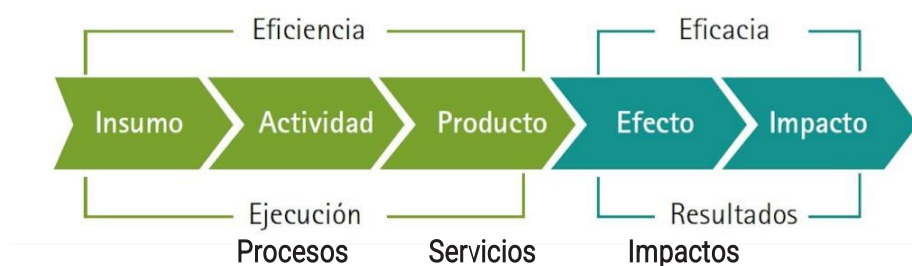 Eficiencia Eficacia
Insumo Actividad Producto Efecto Impacto
Ejecución Resultados
Procesos Servicios Impactos